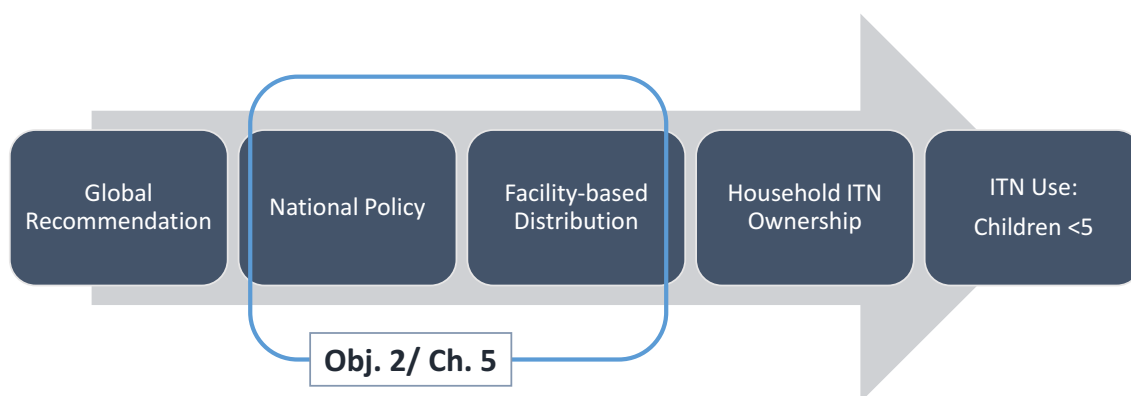 Global
Recommendation
National Policy
Facility-based
Distribution
Household ITN
Ownership
ITN Use:
Children <5
Obj. 2/ Ch. 5